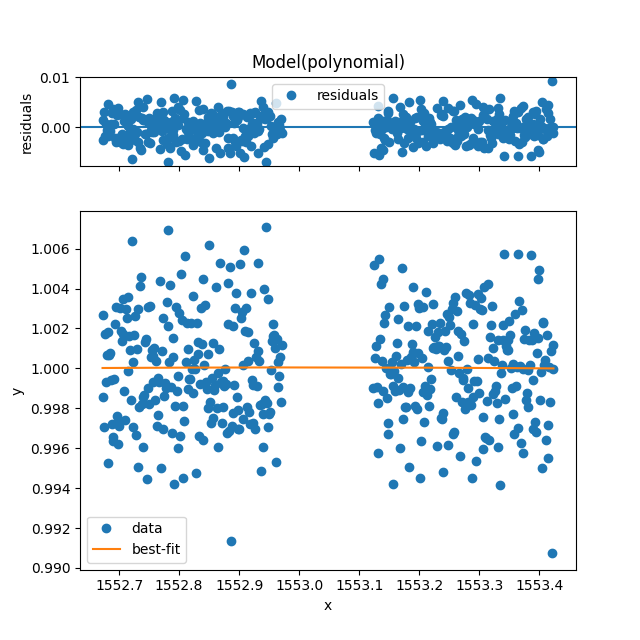 Model(polynomial)
0.01
0.00
residuals
residuals
1.006
1.004
1.002
1.000
0.998
0.996
0.994
0.992
0.990
y
data
best-fit
1552.7 1552.8 1552.9 1553.0 1553.1 1553.2 1553.3 1553.4
x